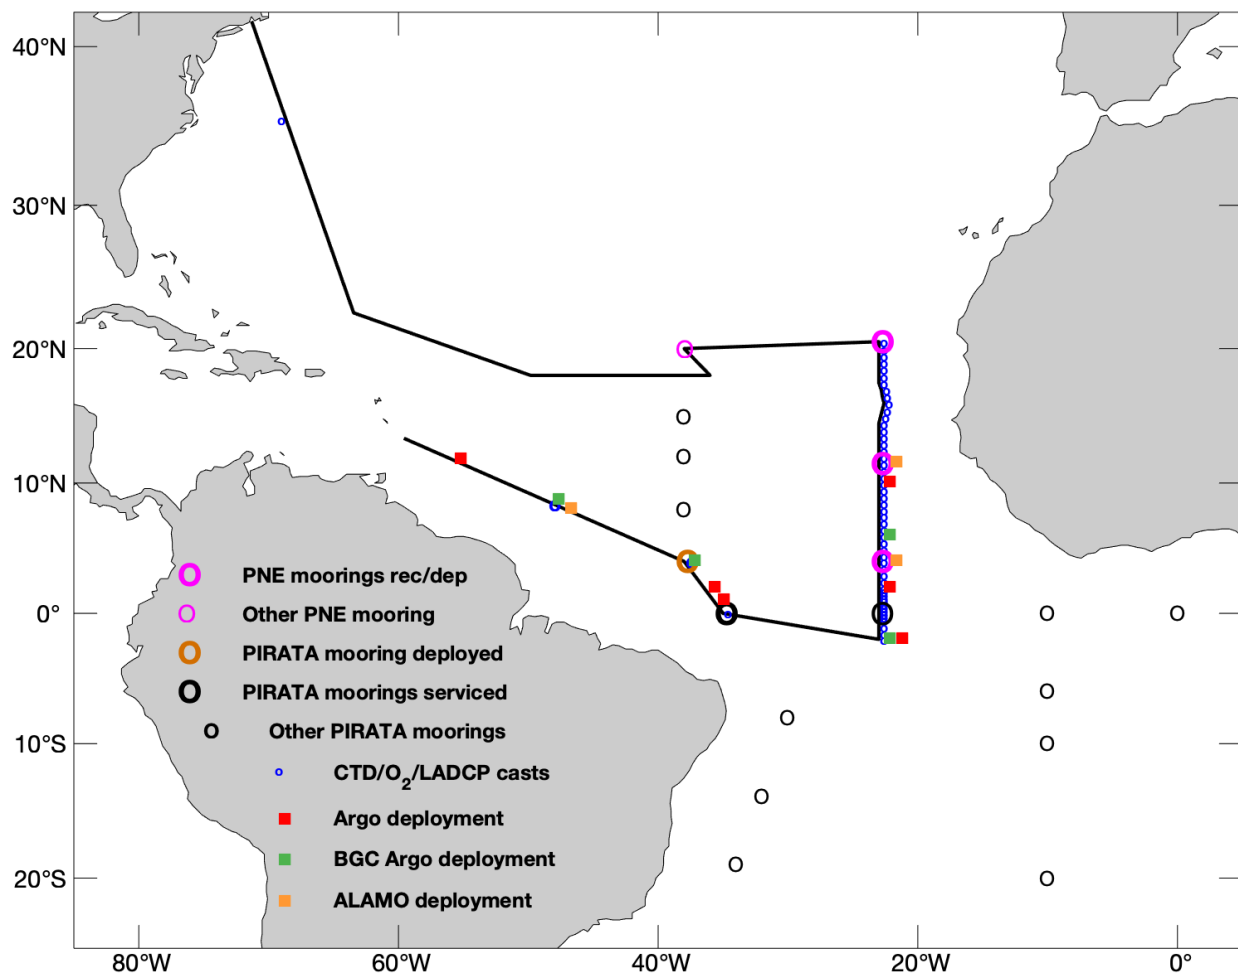 40°N
30°N
20°N
10°N
0°
10°S
20°S
PNE moorings rec/dep
Other PNE mooring
PIRATA mooring deployed
PIRATA moorings serviced
Other PIRATA moorings
CTD/O2/LADCP casts
Argo deployment
BGC Argo deployment
ALAMO deployment
80°W 60°W 40°W 20°W 0°